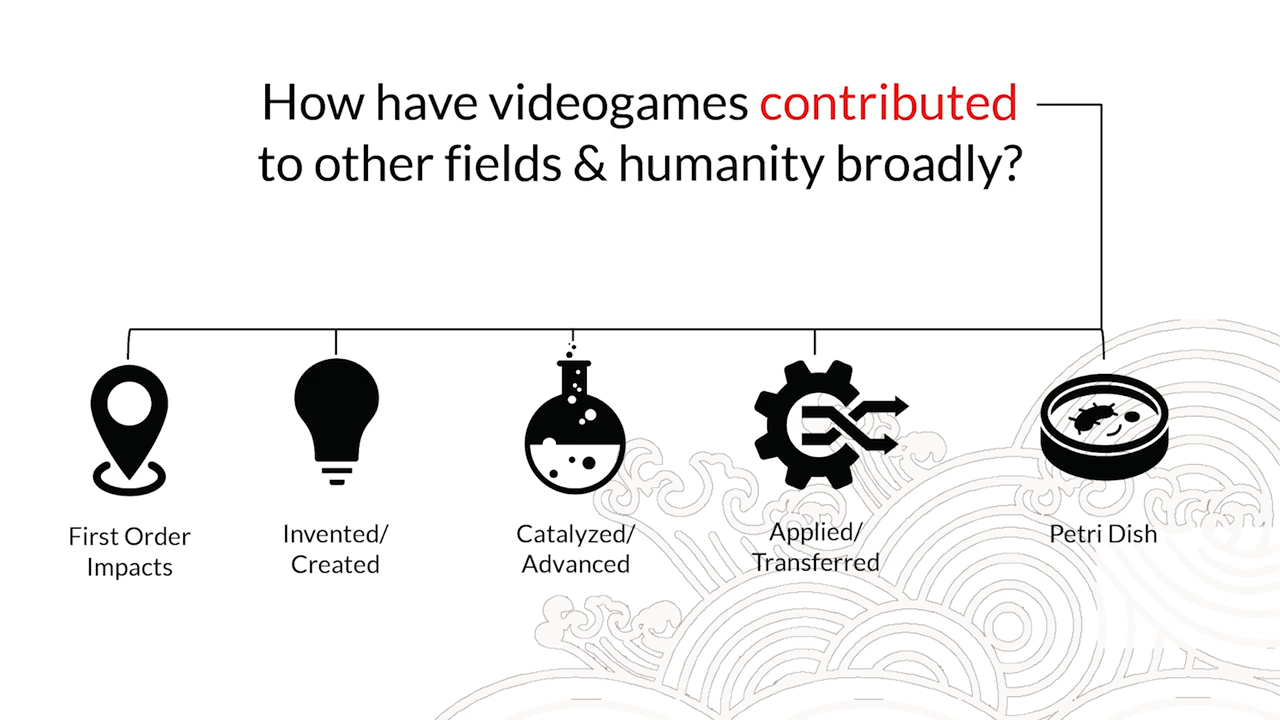 How have videogames contributed
to other fields & humanity broadly?
First Order
Impacts
Invented/
Created
Catalyzed/
Advanced
Applied/
Transferred
Petri Dish